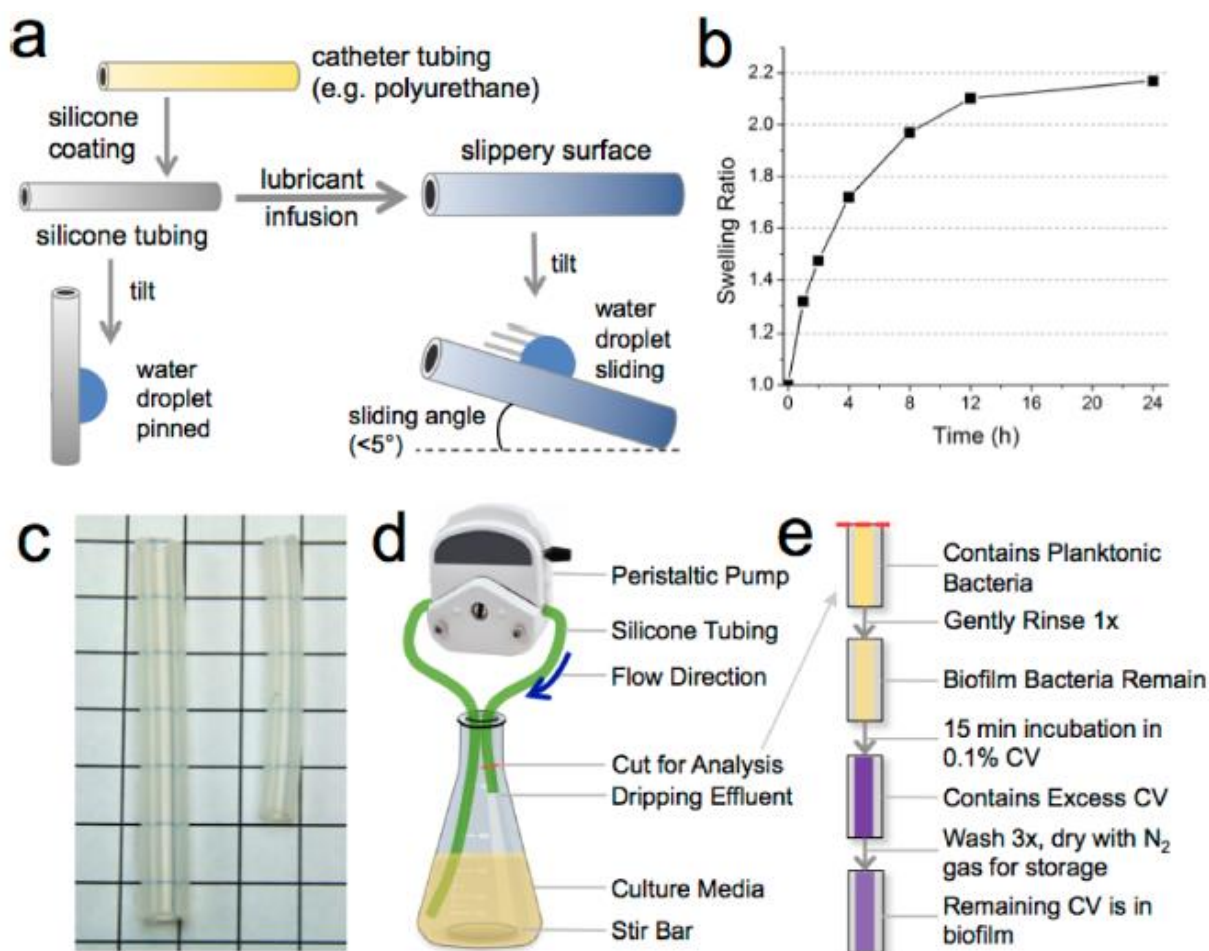 a
catheter tubing
(e.g. polyurethane)
silicone
coating
silicone tubing
lubricant
infusion
slippery surface
tilt
water
droplet
pinned
tilt
water
droplet
sliding
sliding angle
(<5°)
b
Swelling Ratio
2.2
2.0
1.8
1.6
1.4
1.2
1.0
0 4 8 12 16 20 24
Time (h)
c
d
Peristaltic Pump
Silicone Tubing
Flow Direction
Cut for Analysis
Dripping Effluent
Culture Media
Stir Bar
e
Contains Planktonic
Bacteria
Gently Rinse 1x
Biofilm Bacteria Remain
15 min incubation in
0.1% CV
Contains Excess CV
Wash 3x, dry with N₂
gas for storage
Remaining CV is in
biofilm